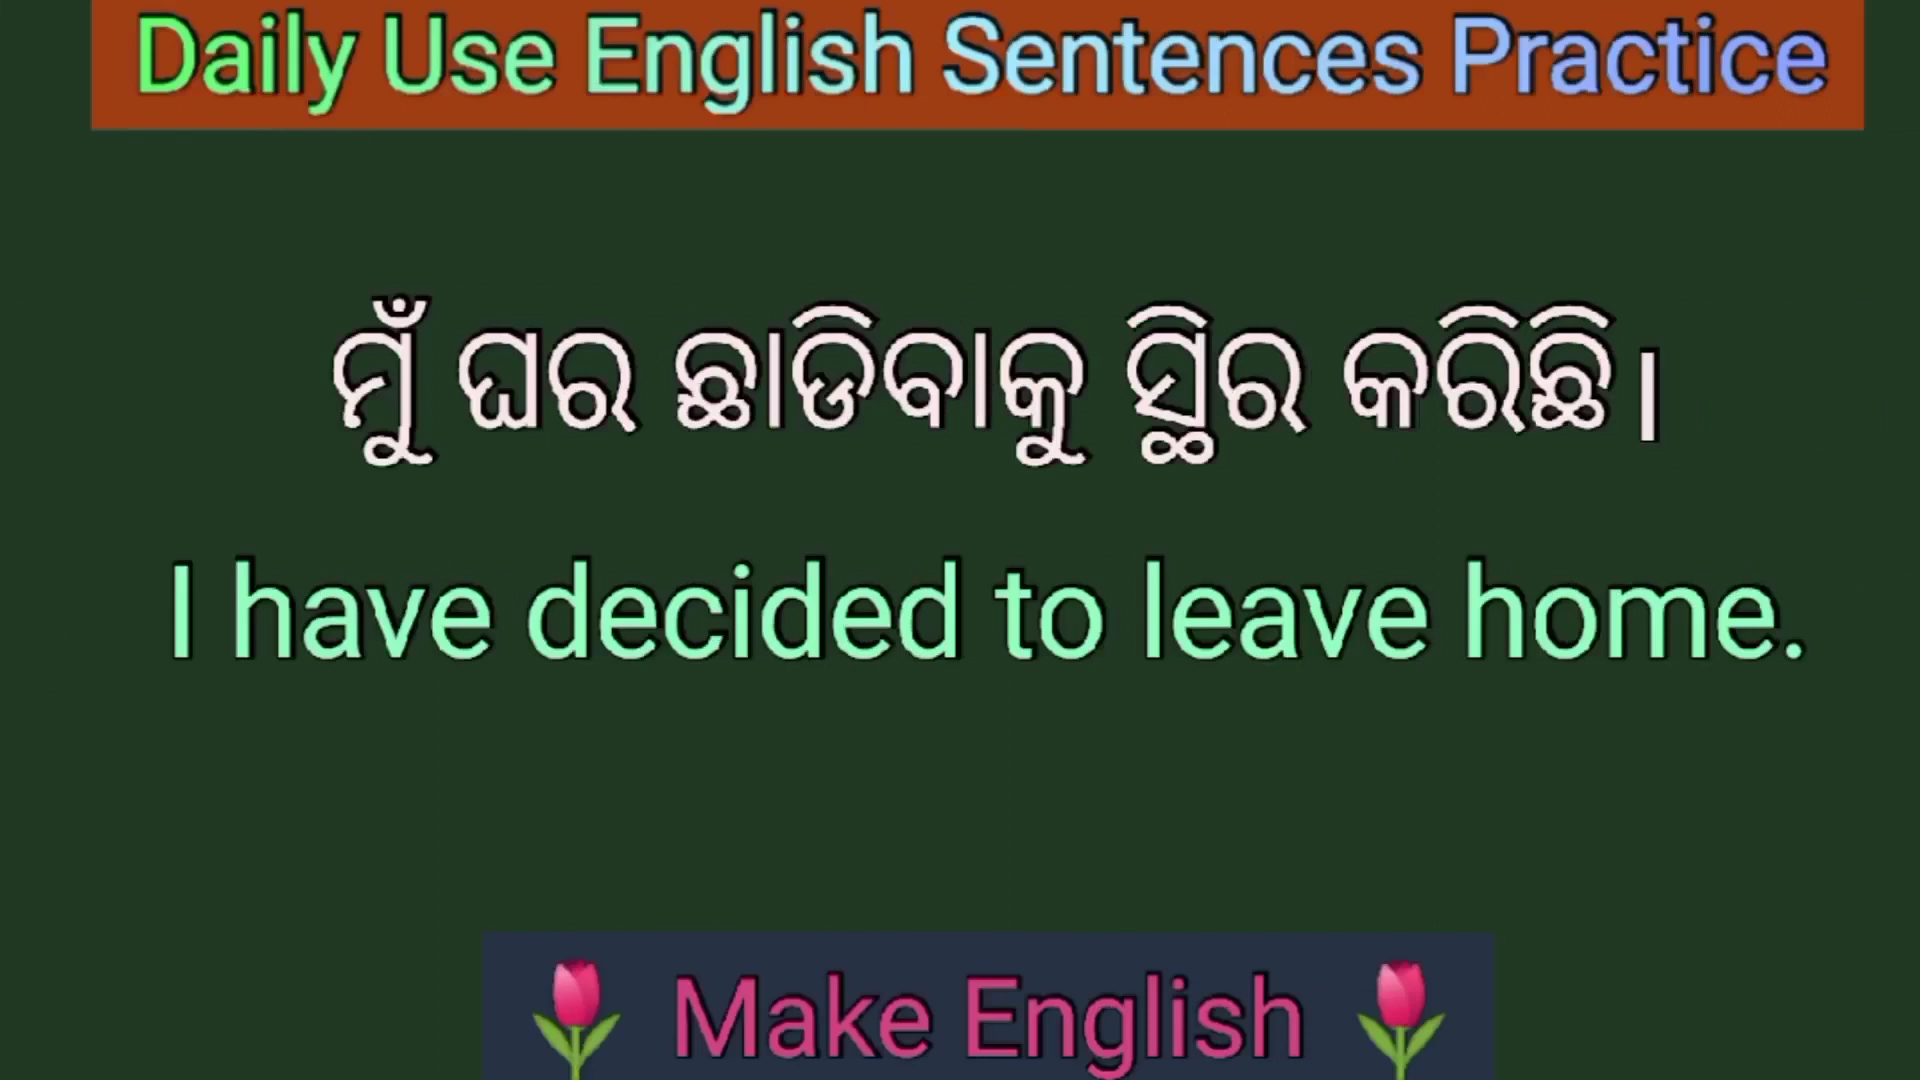 Daily Use English Sentences Practice
ମୁଁ ଘର ଛାଡିବାକୁ ସ୍ଥିର କରିଛି।
I have decided to leave home.
🌷 Make English 🌷